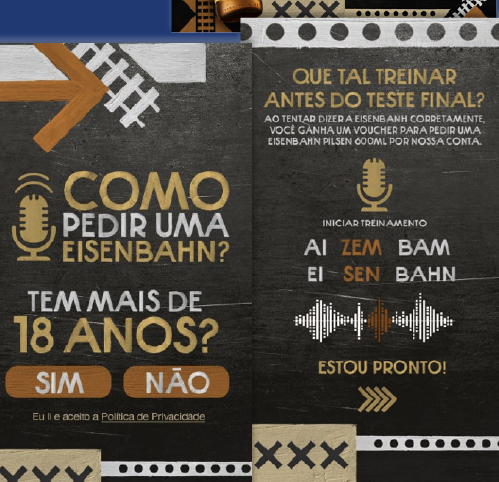 COMO
PEDIR UMA
EISENBAHN?
TEM MAIS DE
18 ANOS?
SIM NÃO
Eu li e aceito a Política de Privacidade
QUE TAL TREINAR
ANTES DO TESTE FINAL?
AO TENTAR DIZER A EISENBANH CORRETAMENTE,
VOCÊ GANHA UM VOUCHER PARA PEDIR UMA
EISENBAHN PILSEN 600ML POR NOSSA CONTA.
INICIAR TREINAMENTO
AI ZEM BAM
EI SEN BAHN
ESTOU PRONTO!